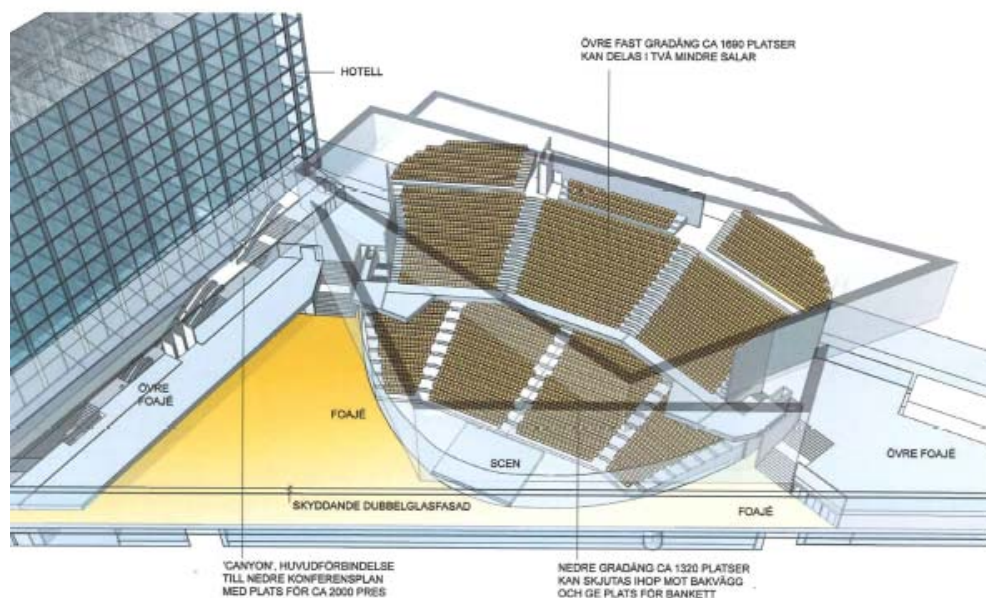 ÖVRE FAST GRADÄNG CA 1690 PLATSER
KAN DELAS I TVÅ MINDRE SALAR
HOTELL
ÖVRE
FOAJÉ
FOAJÉ
SCEN
ÖVRE FOAJÉ
SKYDDANDE DUBBELGLASFASAD
FOAJÉ
'CANYON', HUVUDFÖRBINDELSE
TILL NEDRE KONFERENSPLAN
MED PLATS FÖR CA 2000 PRES
NEDRE GRADÄNG CA 1320 PLATSER
KAN SKJUTAS IHOP MOT BAKVÄGG
OCH GE PLATS FÖR BANKETT